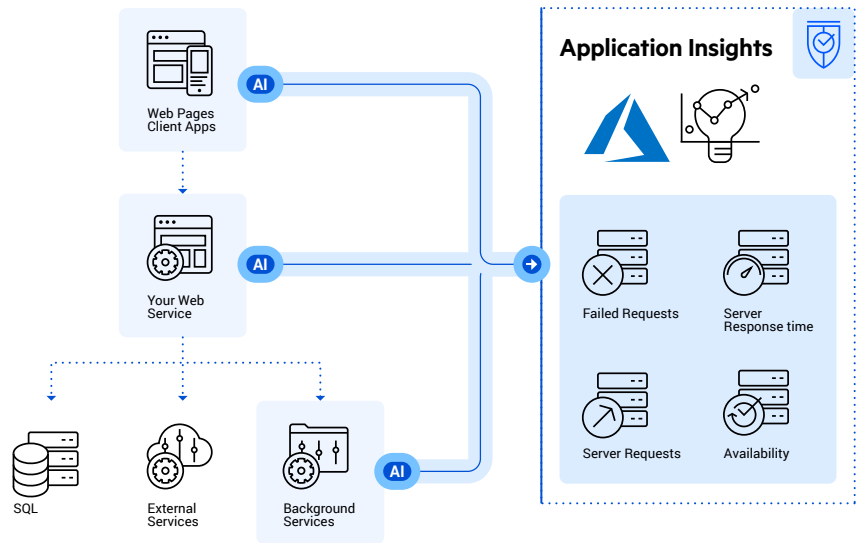 Application Insights
AI
Web Pages
Client Apps
AI
Your Web
Service
Failed Requests
Server
Response time
Server Requests
Availability
AI
SQL
External
Services
Background
Services